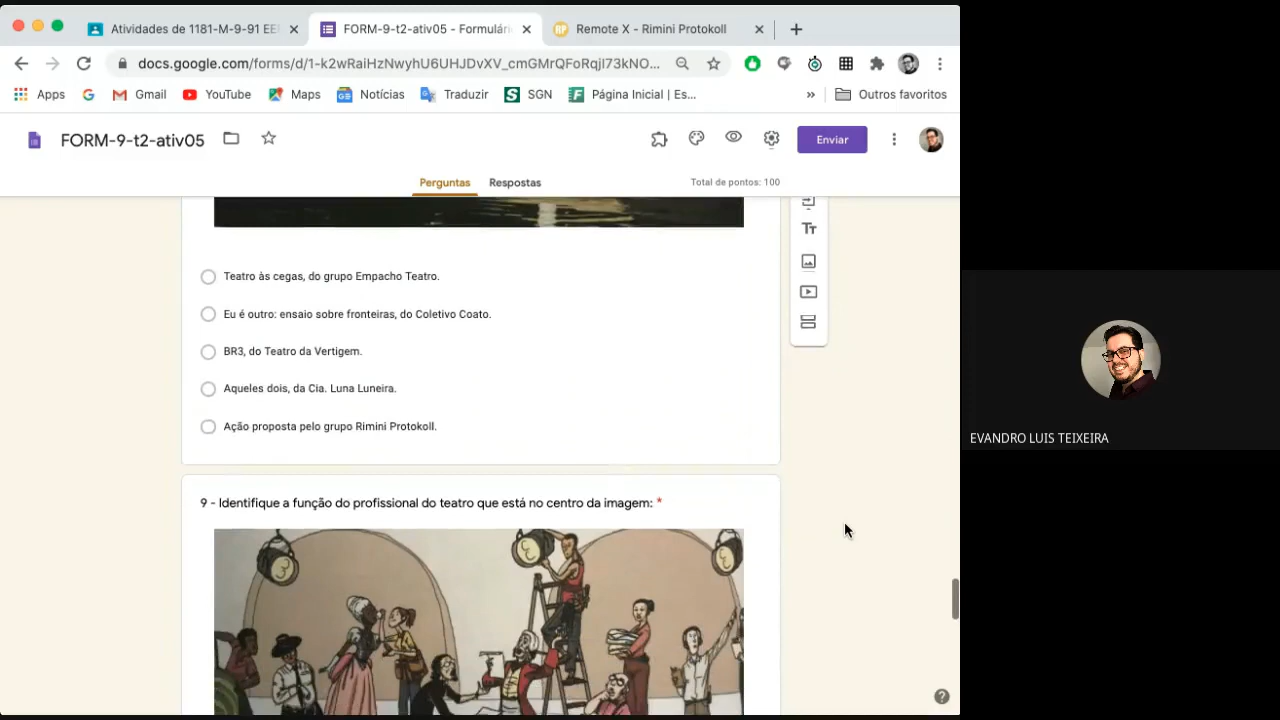 Atividades de 1181-M-9-91 EEI
FORM-9-t2-ativ05 - Formulári
RP
Remote X - Rimini Protokoll
docs.google.com/forms/d/1-k2wRaiHzNwyhU6UHJDvXV_cmGMrQFoRqjl73kNO...
Apps
Gmail
YouTube
Maps
Notícias
Traduzir
SGN
Página Inicial | Es...
Outros favoritos
FORM-9-t2-ativ05
Enviar
Perguntas
Respostas
Total de pontos: 100
Tт
Teatro às cegas, do grupo Empacho Teatro.
Eu é outro: ensaio sobre fronteiras, do Coletivo Coato.
BR3, do Teatro da Vertigem.
Aqueles dois, da Cia. Luna Luneira.
Ação proposta pelo grupo Rimini Protokoll.
9 - Identifique a função do profissional do teatro que está no centro da imagem: *
EVANDRO LUIS TEIXEIRA